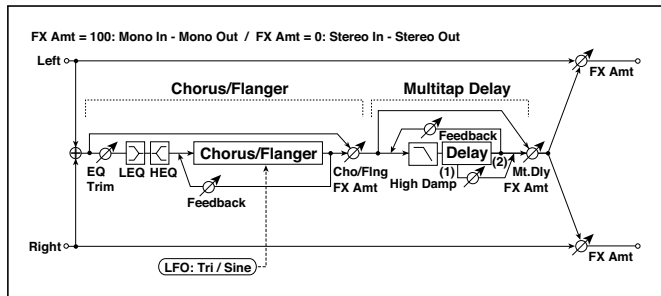 FX Amt = 100: Mono In - Mono Out / FX Amt = 0: Stereo In - Stereo Out
Left
FX Amt
Chorus/Flanger
Multitap Delay
EQ
Trim
LEQ
HEQ
Chorus/Flanger
Feedback
Cho/Flng
FX Amt
Feedback
High Damp
Delay
(1)
(2)
Mt.Dly
FX Amt
Right
FX Amt
LFO: Tri / Sine